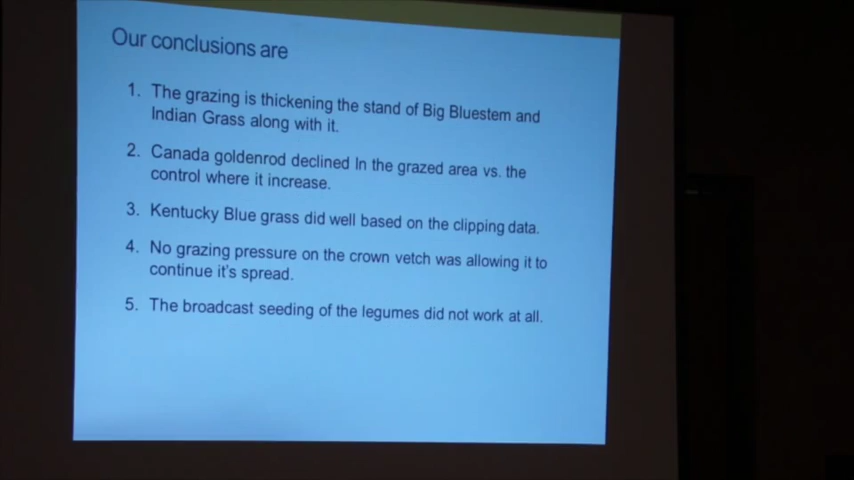 Our conclusions are
1. The grazing is thickening the stand of Big Bluestem and
Indian Grass along with it.
2. Canada goldenrod declined In the grazed area vs. the
control where it increase.
3. Kentucky Blue grass did well based on the clipping data.
4. No grazing pressure on the crown vetch was allowing it to
continue it's spread.
5. The broadcast seeding of the legumes did not work at all.